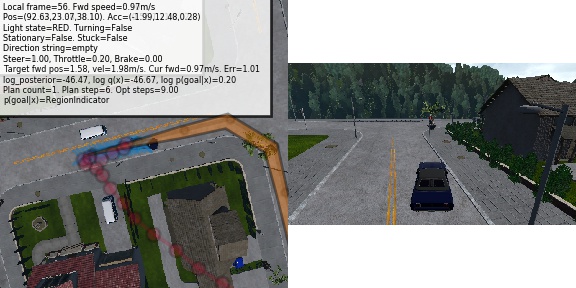 Local frame=56. Fwd speed=0.97m/s
Pos=(92.63,23.07,38.10). Acc=(-1.99,12.48,0.28)
Light state=RED. Turning=False
Stationary=False. Stuck=False
Direction string=empty
Steer=1.00, Throttle=0.20, Brake=0.00
Target fwd pos=1.58, vel=1.98m/s. Cur fwd=0.97m/s. Err=1.01
log_posterior=-46.47, log q(x)=-46.67, log p(goal|x)=0.20
Plan count=1. Plan step=6. Opt steps=9.00
p(goal|x)=RegionIndicator